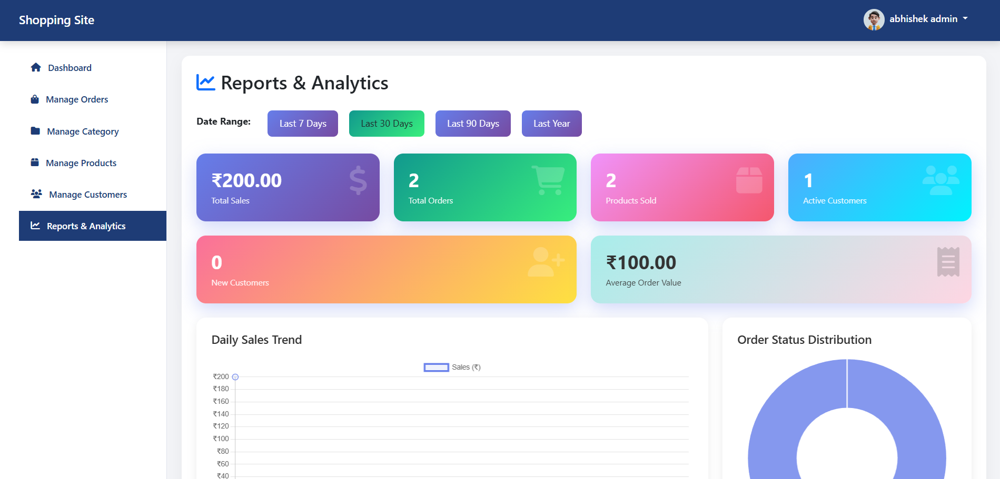 Shopping Site
abhishek admin
Dashboard
Manage Orders
Manage Category
Manage Products
Manage Customers
Reports & Analytics
Reports & Analytics
Date Range:
Last 7 Days
Last 30 Days
Last 90 Days
Last Year
₹200.00
Total Sales
2
Total Orders
2
Products Sold
1
Active Customers
0
New Customers
₹100.00
Average Order Value
Daily Sales Trend
Sales (₹)
₹200
₹180
₹160
₹140
₹120
₹100
₹80
₹60
₹40
Order Status Distribution